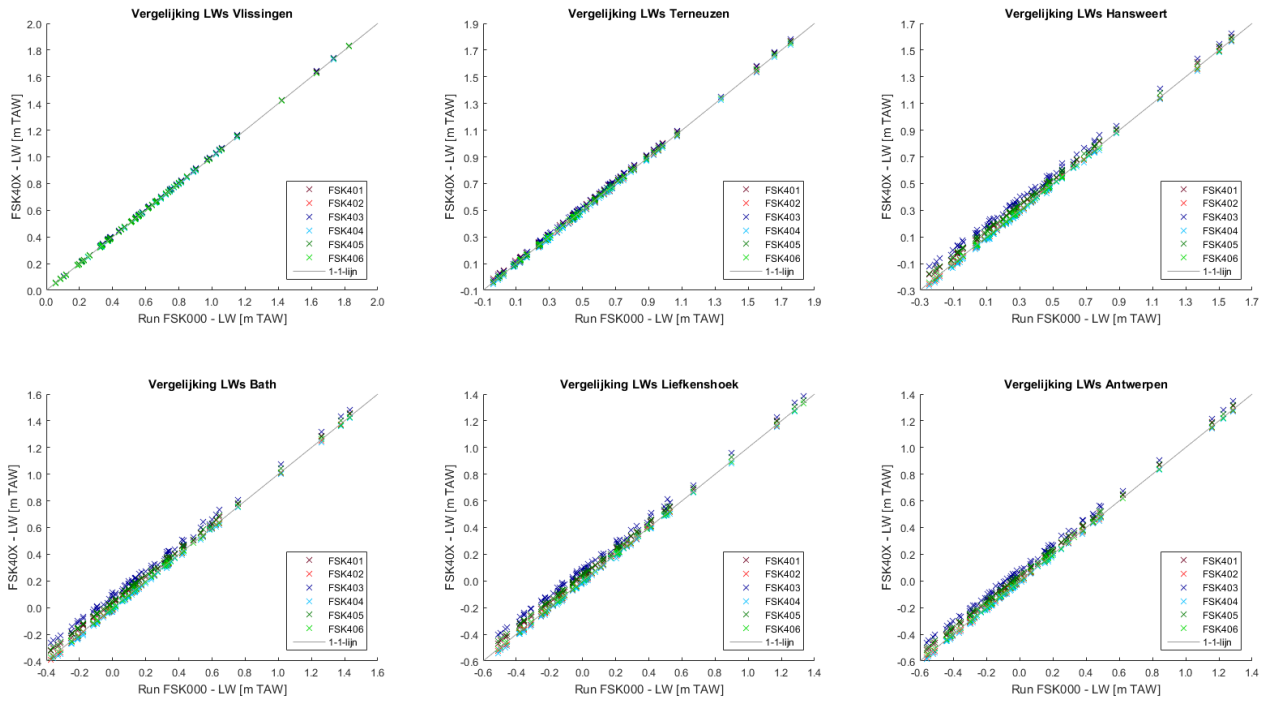 Vergelijking LWs Vlissingen
FSK40X - LW [m TAW]
2.0
1.8
1.6
1.4
1.2
1.0
0.8
0.6
0.4
0.2
0.0
0.0 0.2 0.4 0.6 0.8 1.0 1.2 1.4 1.6 1.8 2.0
Run FSK000 - LW [m TAW]
FSK401
FSK402
FSK403
FSK404
FSK405
FSK406
1-1-lijn
Vergelijking LWs Terneuzen
FSK40X - LW [m TAW]
1.9
1.7
1.5
1.3
1.1
0.9
0.7
0.5
0.3
0.1
-0.1
-0.1 0.1 0.3 0.5 0.7 0.9 1.1 1.3 1.5 1.7 1.9
Run FSK000 - LW [m TAW]
FSK401
FSK402
FSK403
FSK404
FSK405
FSK406
1-1-lijn
Vergelijking LWs Hansweert
FSK40X - LW [m TAW]
1.7
1.5
1.3
1.1
0.9
0.7
0.5
0.3
0.1
-0.1
-0.3
-0.3 -0.1 0.1 0.3 0.5 0.7 0.9 1.1 1.3 1.5 1.7
Run FSK000 - LW [m TAW]
FSK401
FSK402
FSK403
FSK404
FSK405
FSK406
1-1-lijn
Vergelijking LWs Bath
FSK40X - LW [m TAW]
1.6
1.4
1.2
1.0
0.8
0.6
0.4
0.2
0.0
-0.2
-0.4
-0.4 -0.2 0.0 0.2 0.4 0.6 0.8 1.0 1.2 1.4 1.6
Run FSK000 - LW [m TAW]
FSK401
FSK402
FSK403
FSK404
FSK405
FSK406
1-1-lijn
Vergelijking LWs Liefkenshoek
FSK40X - LW [m TAW]
1.4
1.2
1.0
0.8
0.6
0.4
0.2
0.0
-0.2
-0.4
-0.6
-0.6 -0.4 -0.2 0.0 0.2 0.4 0.6 0.8 1.0 1.2 1.4
Run FSK000 - LW [m TAW]
FSK401
FSK402
FSK403
FSK404
FSK405
FSK406
1-1-lijn
Vergelijking LWs Antwerpen
FSK40X - LW [m TAW]
1.4
1.2
1.0
0.8
0.6
0.4
0.2
0.0
-0.2
-0.4
-0.6
-0.6 -0.4 -0.2 0.0 0.2 0.4 0.6 0.8 1.0 1.2 1.4
Run FSK000 - LW [m TAW]
FSK401
FSK402
FSK403
FSK404
FSK405
FSK406
1-1-lijn